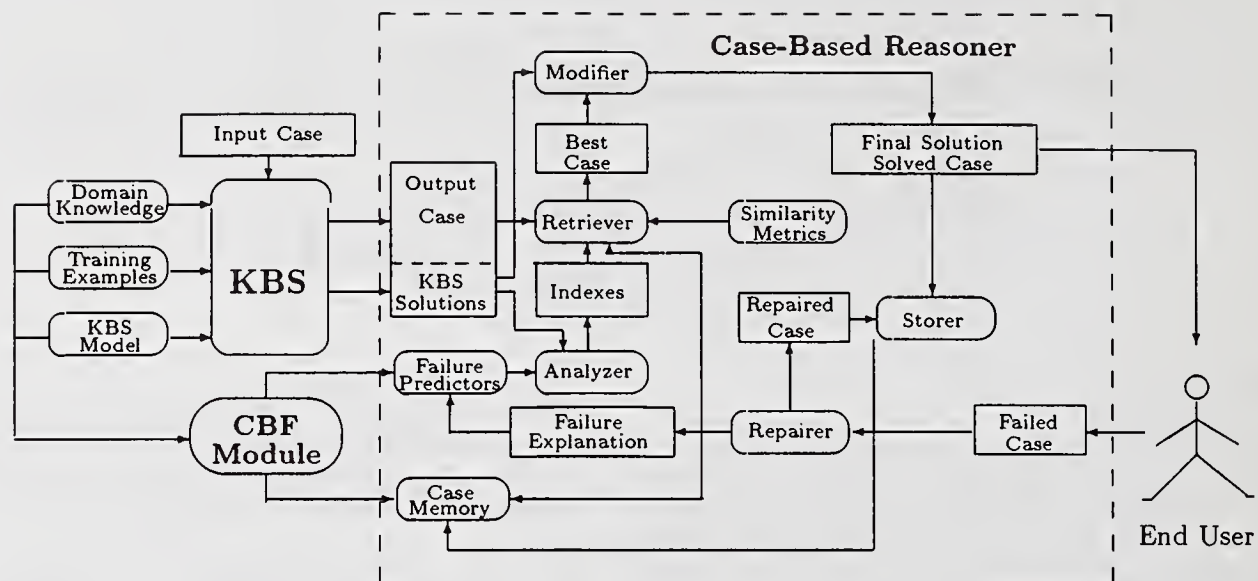 Case-Based Reasoner
Modifier
Input Case
Best
Case
Final Solution
Solved Case
Domain
Knowledge
Output
Case
Retriever
Similarity
Metrics
Training
Examples
KBS
KBS
Solutions
Indexes
Repaired
Case
Storer
KBS
Model
Failure
Predictors
Analyzer
CBF
Module
Failure
Explanation
Repairer
Failed
Case
Case
Memory
End User